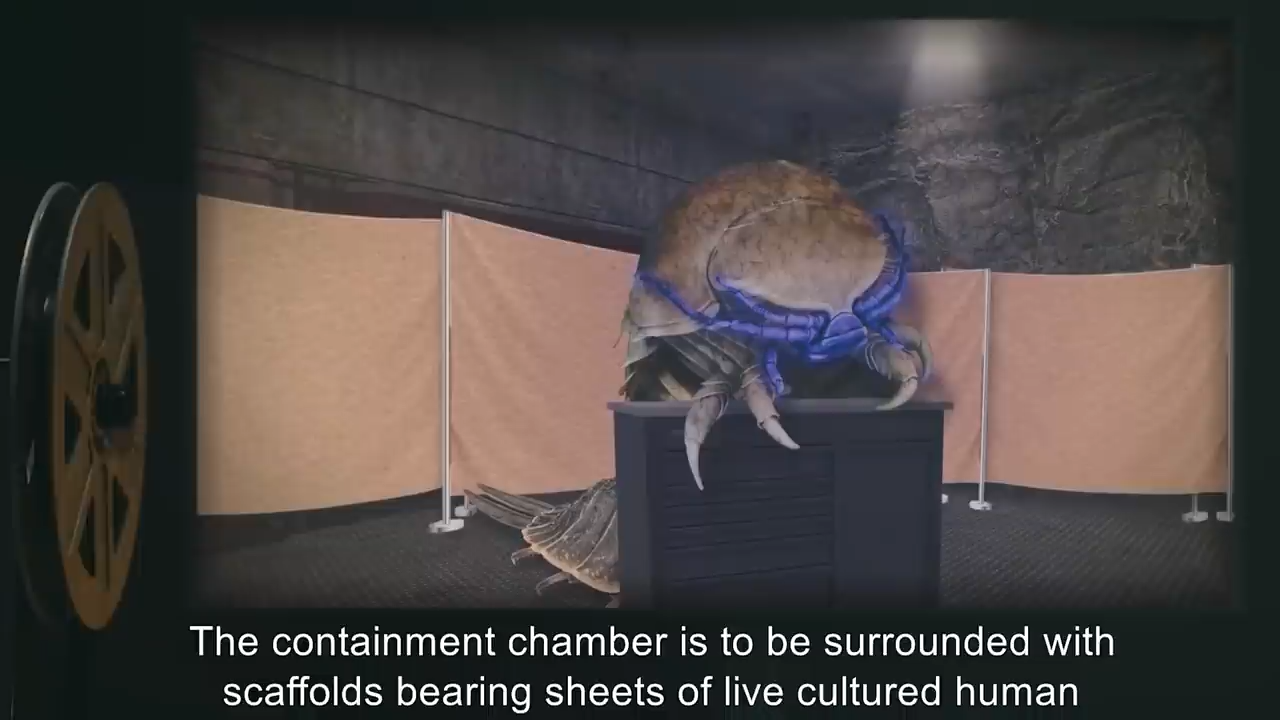 The containment chamber is to be surrounded with
scaffolds bearing sheets of live cultured human